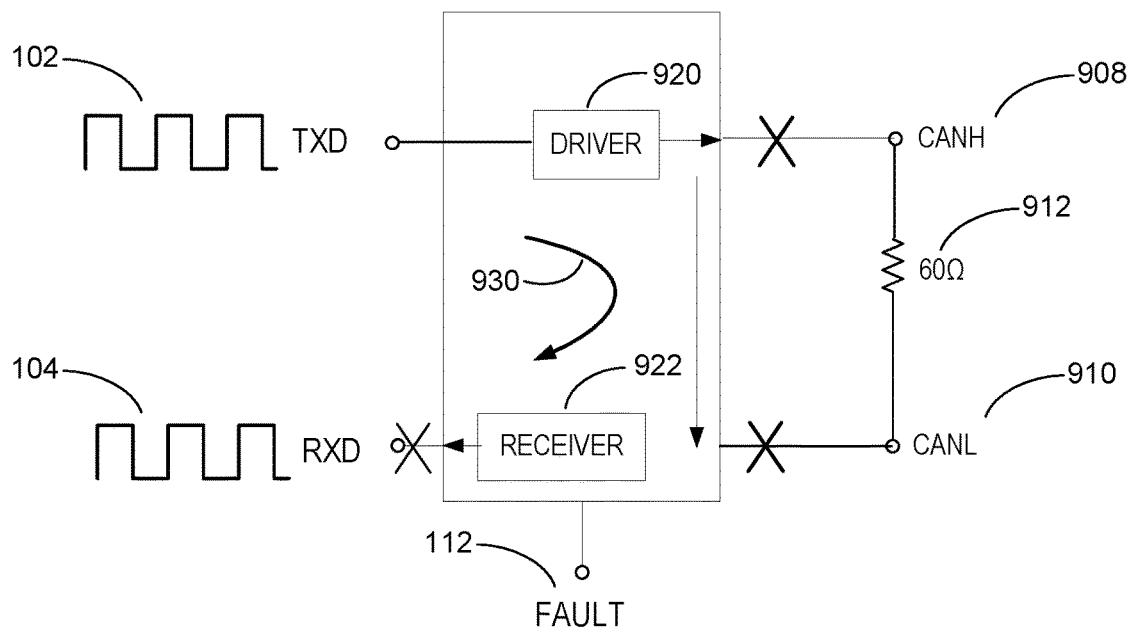 102
920
908
TXD
DRIVER
CANH
912
930
60Ω
104
922
910
RXD
RECEIVER
CANL
112
FAULT